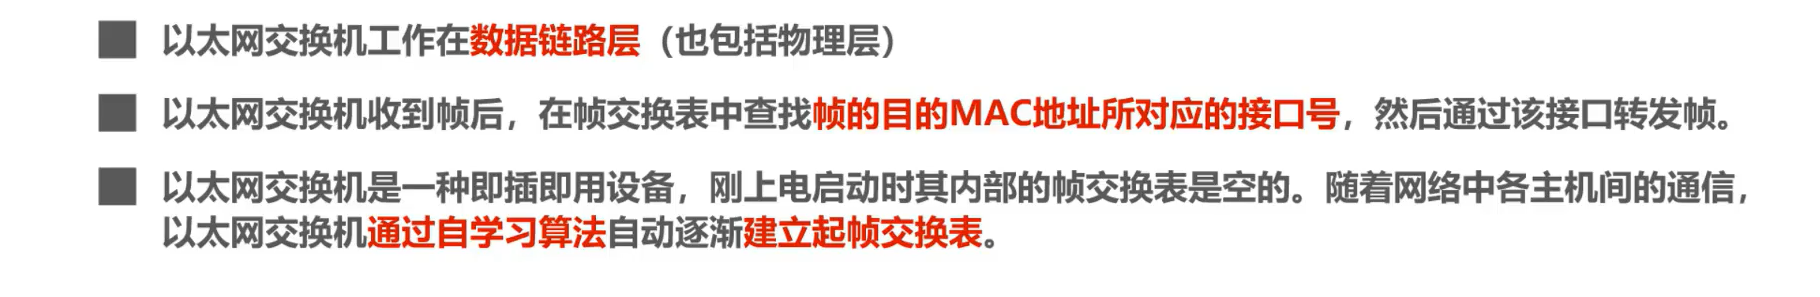 以太网交换机工作在数据链路层（也包括物理层）
以太网交换机收到帧后，在帧交换表中查找帧的目的MAC地址所对应的接口号，然后通过该接口转发帧。
以太网交换机是一种即插即用设备，刚上电启动时其内部的帧交换表是空的。随着网络中各主机间的通信，
以太网交换机通过自学习算法自动逐渐建立起帧交换表。